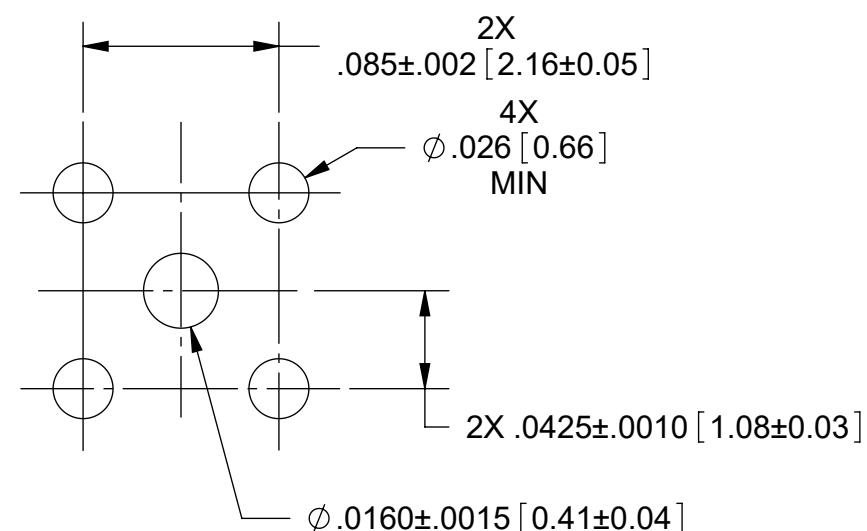 2X
.085±.002 [2.16±0.05]
4X
∅.026 [0.66]
MIN
2X .0425±.0010 [1.08±0.03]
∅.0160±.0015 [0.41±0.04]